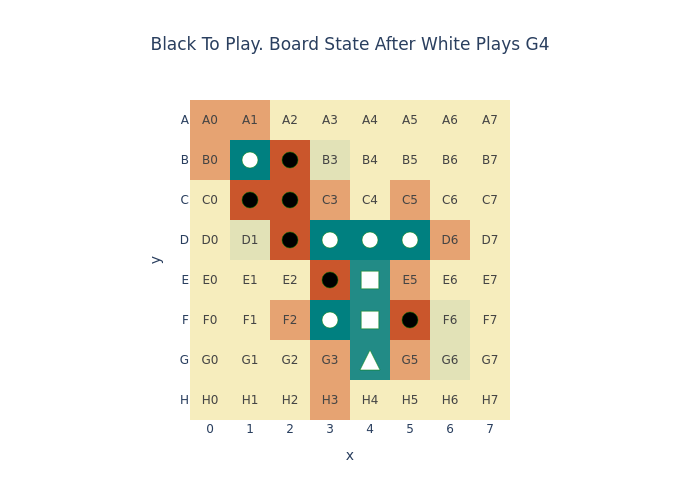 Black To Play. Board State After White Plays G4
A A0 A1 A2 A3 A4 A5 A6 A7
B B0 B3 B4 B5 B6 B7
C C0 C3 C4 C5 C6 C7
D D0 D1 D6 D7
y
E E0 E1 E2 E5 E6 E7
F F0 F1 F2 F6 F7
G G0 G1 G2 G3 G5 G6 G7
H H0 H1 H2 H3 H4 H5 H6 H7
0 1 2 3 4 5 6 7
x